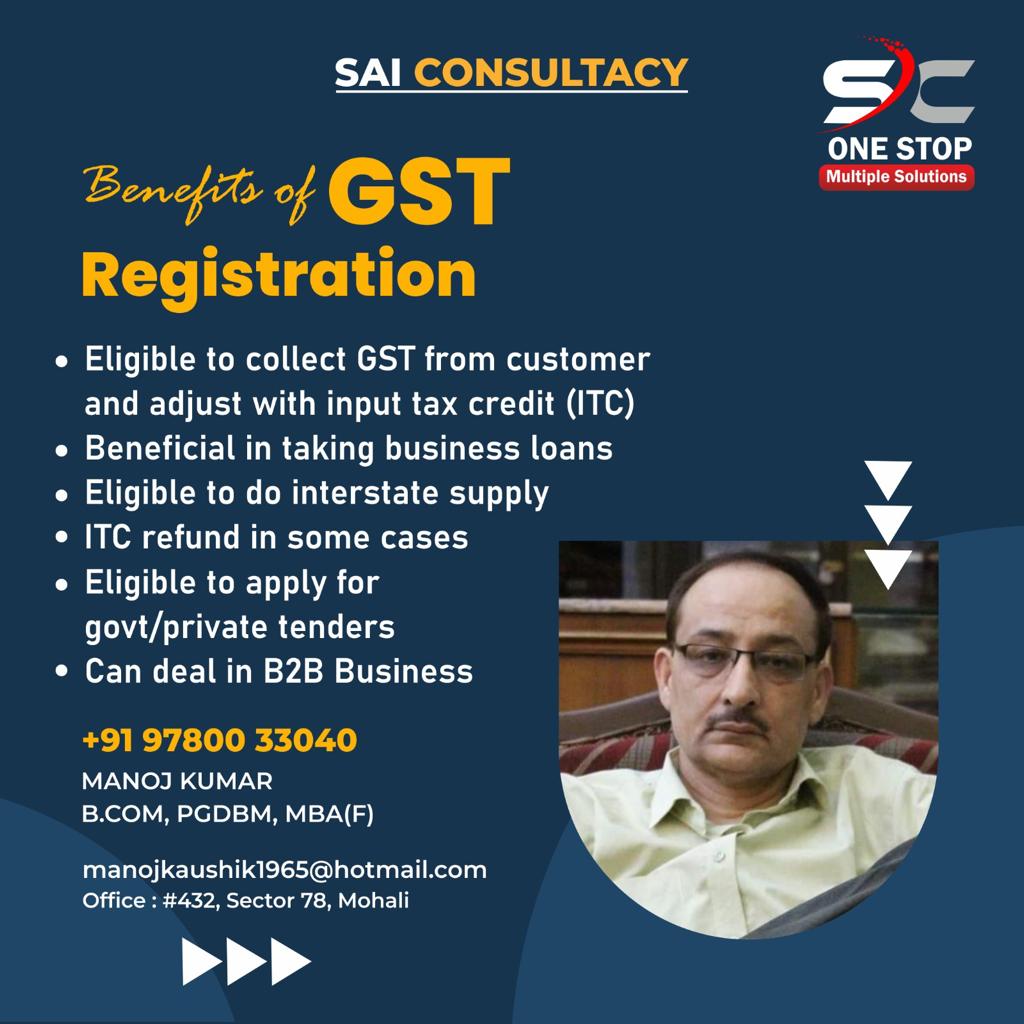 SAI CONSULTACY
SC
ONE STOP
Multiple Solutions
Benefits of GST
Registration
• Eligible to collect GST from customer
and adjust with input tax credit (ITC)
• Beneficial in taking business loans
• Eligible to do interstate supply
• ITC refund in some cases
• Eligible to apply for
govt/private tenders
• Can deal in B2B Business
+91 97800 33040
MANOJ KUMAR
B.COM, PGDBM, MBA(F)
manojkaushik1965@hotmail.com
Office : #432, Sector 78, Mohali